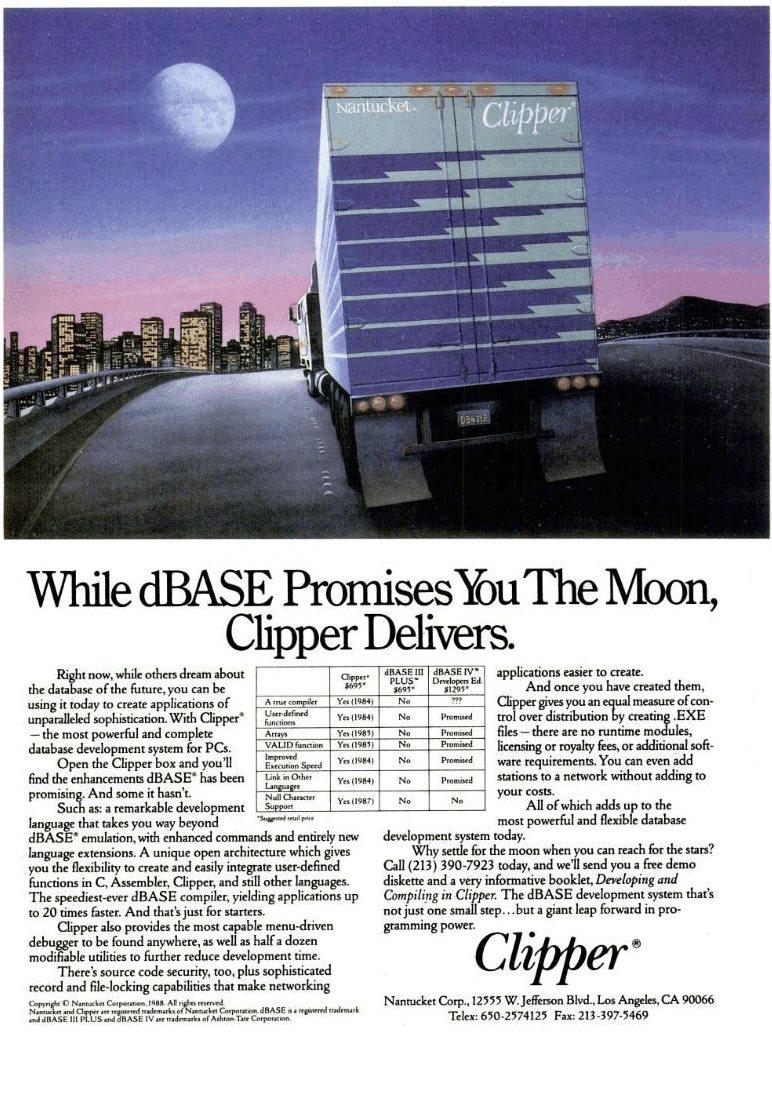 Nantucket.
Clipper®
While dBASE Promises You The Moon,
Clipper Delivers.
Right now, while others dream about
the database of the future, you can be
using it today to create applications of
unparalleled sophistication. With Clipper®
— the most powerful and complete
database development system for PCs.
Open the Clipper box and you'll
find the enhancements dBASE® has been
promising. And some it hasn't.
Such as: a remarkable development
language that takes you way beyond
dBASE® emulation, with enhanced commands and entirely new
language extensions. A unique open architecture which gives
you the flexibility to create and easily integrate user-defined
functions in C, Assembler, Clipper, and still other languages.
The speediest-ever dBASE compiler, yielding applications up
to 20 times faster. And that's just for starters.
Clipper also provides the most capable menu-driven
debugger to be found anywhere, as well as half a dozen
modifiable utilities to further reduce development time.
There's source code security, too, plus sophisticated
record and file-locking capabilities that make networking
Clipper® $695* dBASE III PLUS™ $695* dBASE IV™ Developers Ed. $1295*
A true compiler Yes (1984) No ???
User-defined functions Yes (1984) No Promised
Arrays Yes (1985) No Promised
VALID function Yes (1985) No Promised
Improved Execution Speed Yes (1984) No Promised
Link in Other Languages Yes (1984) No Promised
Null Character Support Yes (1987) No No
*Suggested retail price
applications easier to create.
And once you have created them,
Clipper gives you an equal measure of con-
trol over distribution by creating .EXE
files — there are no runtime modules,
licensing or royalty fees, or additional soft-
ware requirements. You can even add
stations to a network without adding to
your costs.
All of which adds up to the
most powerful and flexible database
development system today.
Why settle for the moon when you can reach for the stars?
Call (213) 390-7923 today, and we'll send you a free demo
diskette and a very informative booklet, Developing and
Compiling in Clipper. The dBASE development system that's
not just one small step...but a giant leap forward in pro-
gramming power.
Clipper®
Nantucket Corp., 12555 W. Jefferson Blvd., Los Angeles, CA 90066
Telex: 650-2574125 Fax: 213-397-5469
Copyright © Nantucket Corporation, 1988. All rights reserved.
Nantucket and Clipper are registered trademarks of Nantucket Corporation. dBASE is a registered trademark
and dBASE III PLUS and dBASE IV are trademarks of Ashton-Tate Corporation.